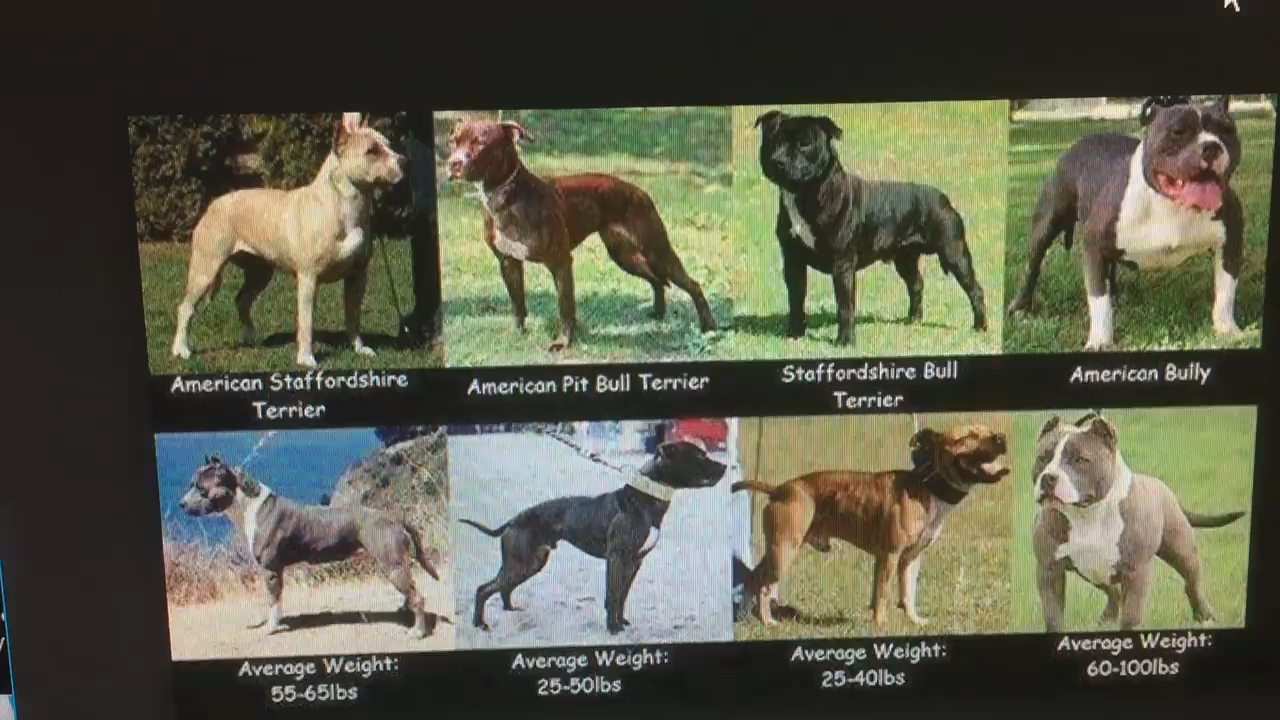 American Staffordshire
Terrier
American Pit Bull Terrier
Staffordshire Bull
Terrier
American Bully
Average Weight:
55-65lbs
Average Weight:
25-50lbs
Average Weight:
25-40lbs
Average Weight:
60-100lbs